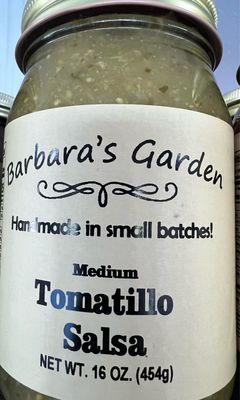 Barbara's Garden
Handmade in small batches!
Medium
Tomatillo
Salsa
NET WT. 16 OZ. (454g)